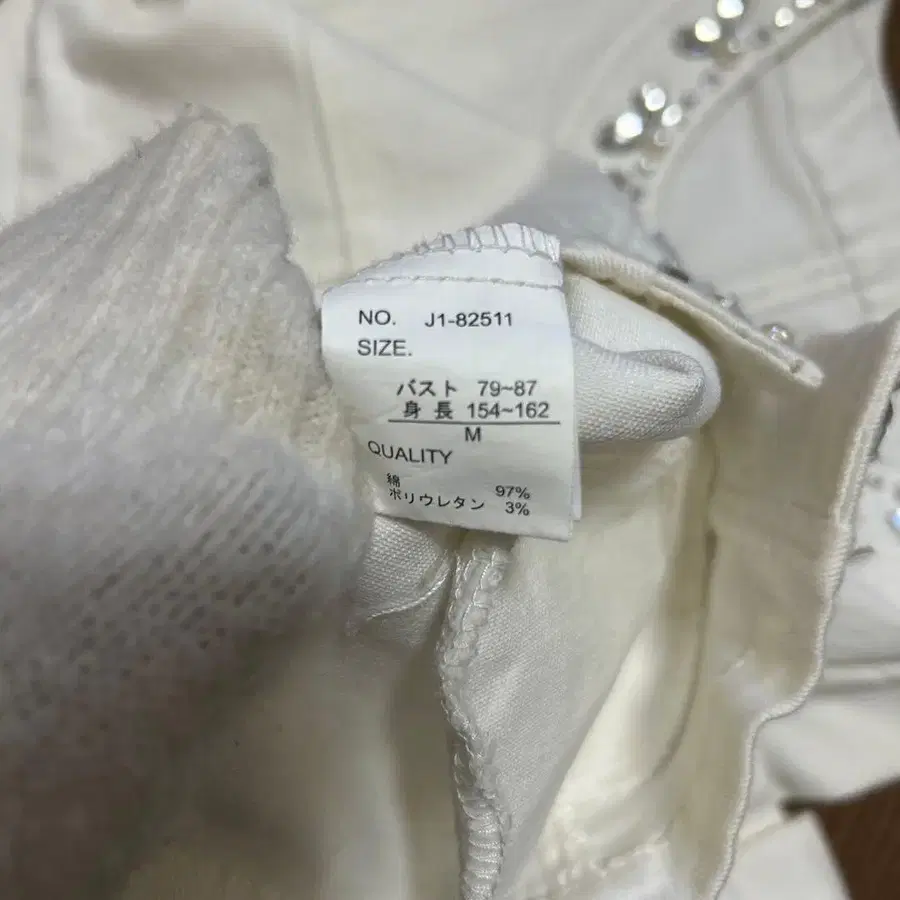 NO. J1-82511
SIZE.
バスト 79~87
身長 154~162
M
QUALITY
綿 97%
ポリウレタン 3%